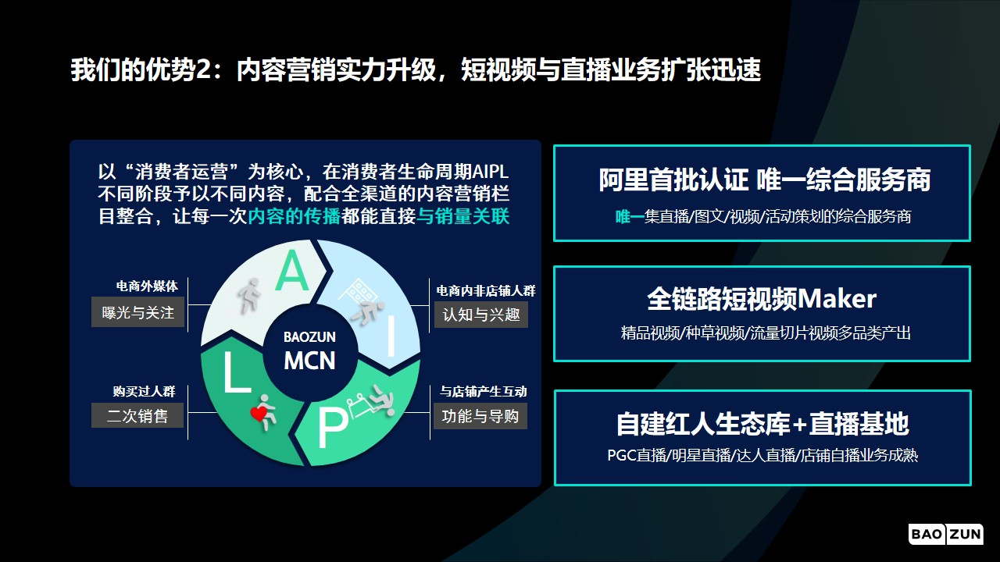 我们的优势2：内容营销实力升级，短视频与直播业务扩张迅速
以“消费者运营”为核心，在消费者生命周期AIPL
不同阶段予以不同内容，配合全渠道的内容营销栏
目整合，让每一次内容的传播都能直接与销量关联
A
I
L
P
BAOZUN
MCN
电商外媒体
曝光与关注
电商内非店铺人群
认知与兴趣
购买过人群
二次销售
与店铺产生互动
功能与导购
阿里首批认证 唯一综合服务商
唯一集直播/图文/视频/活动策划的综合服务商
全链路短视频Maker
精品视频/种草视频/流量切片视频多品类产出
自建红人生态库+直播基地
PGC直播/明星直播/达人直播/店铺自播业务成熟
BAO ZUN